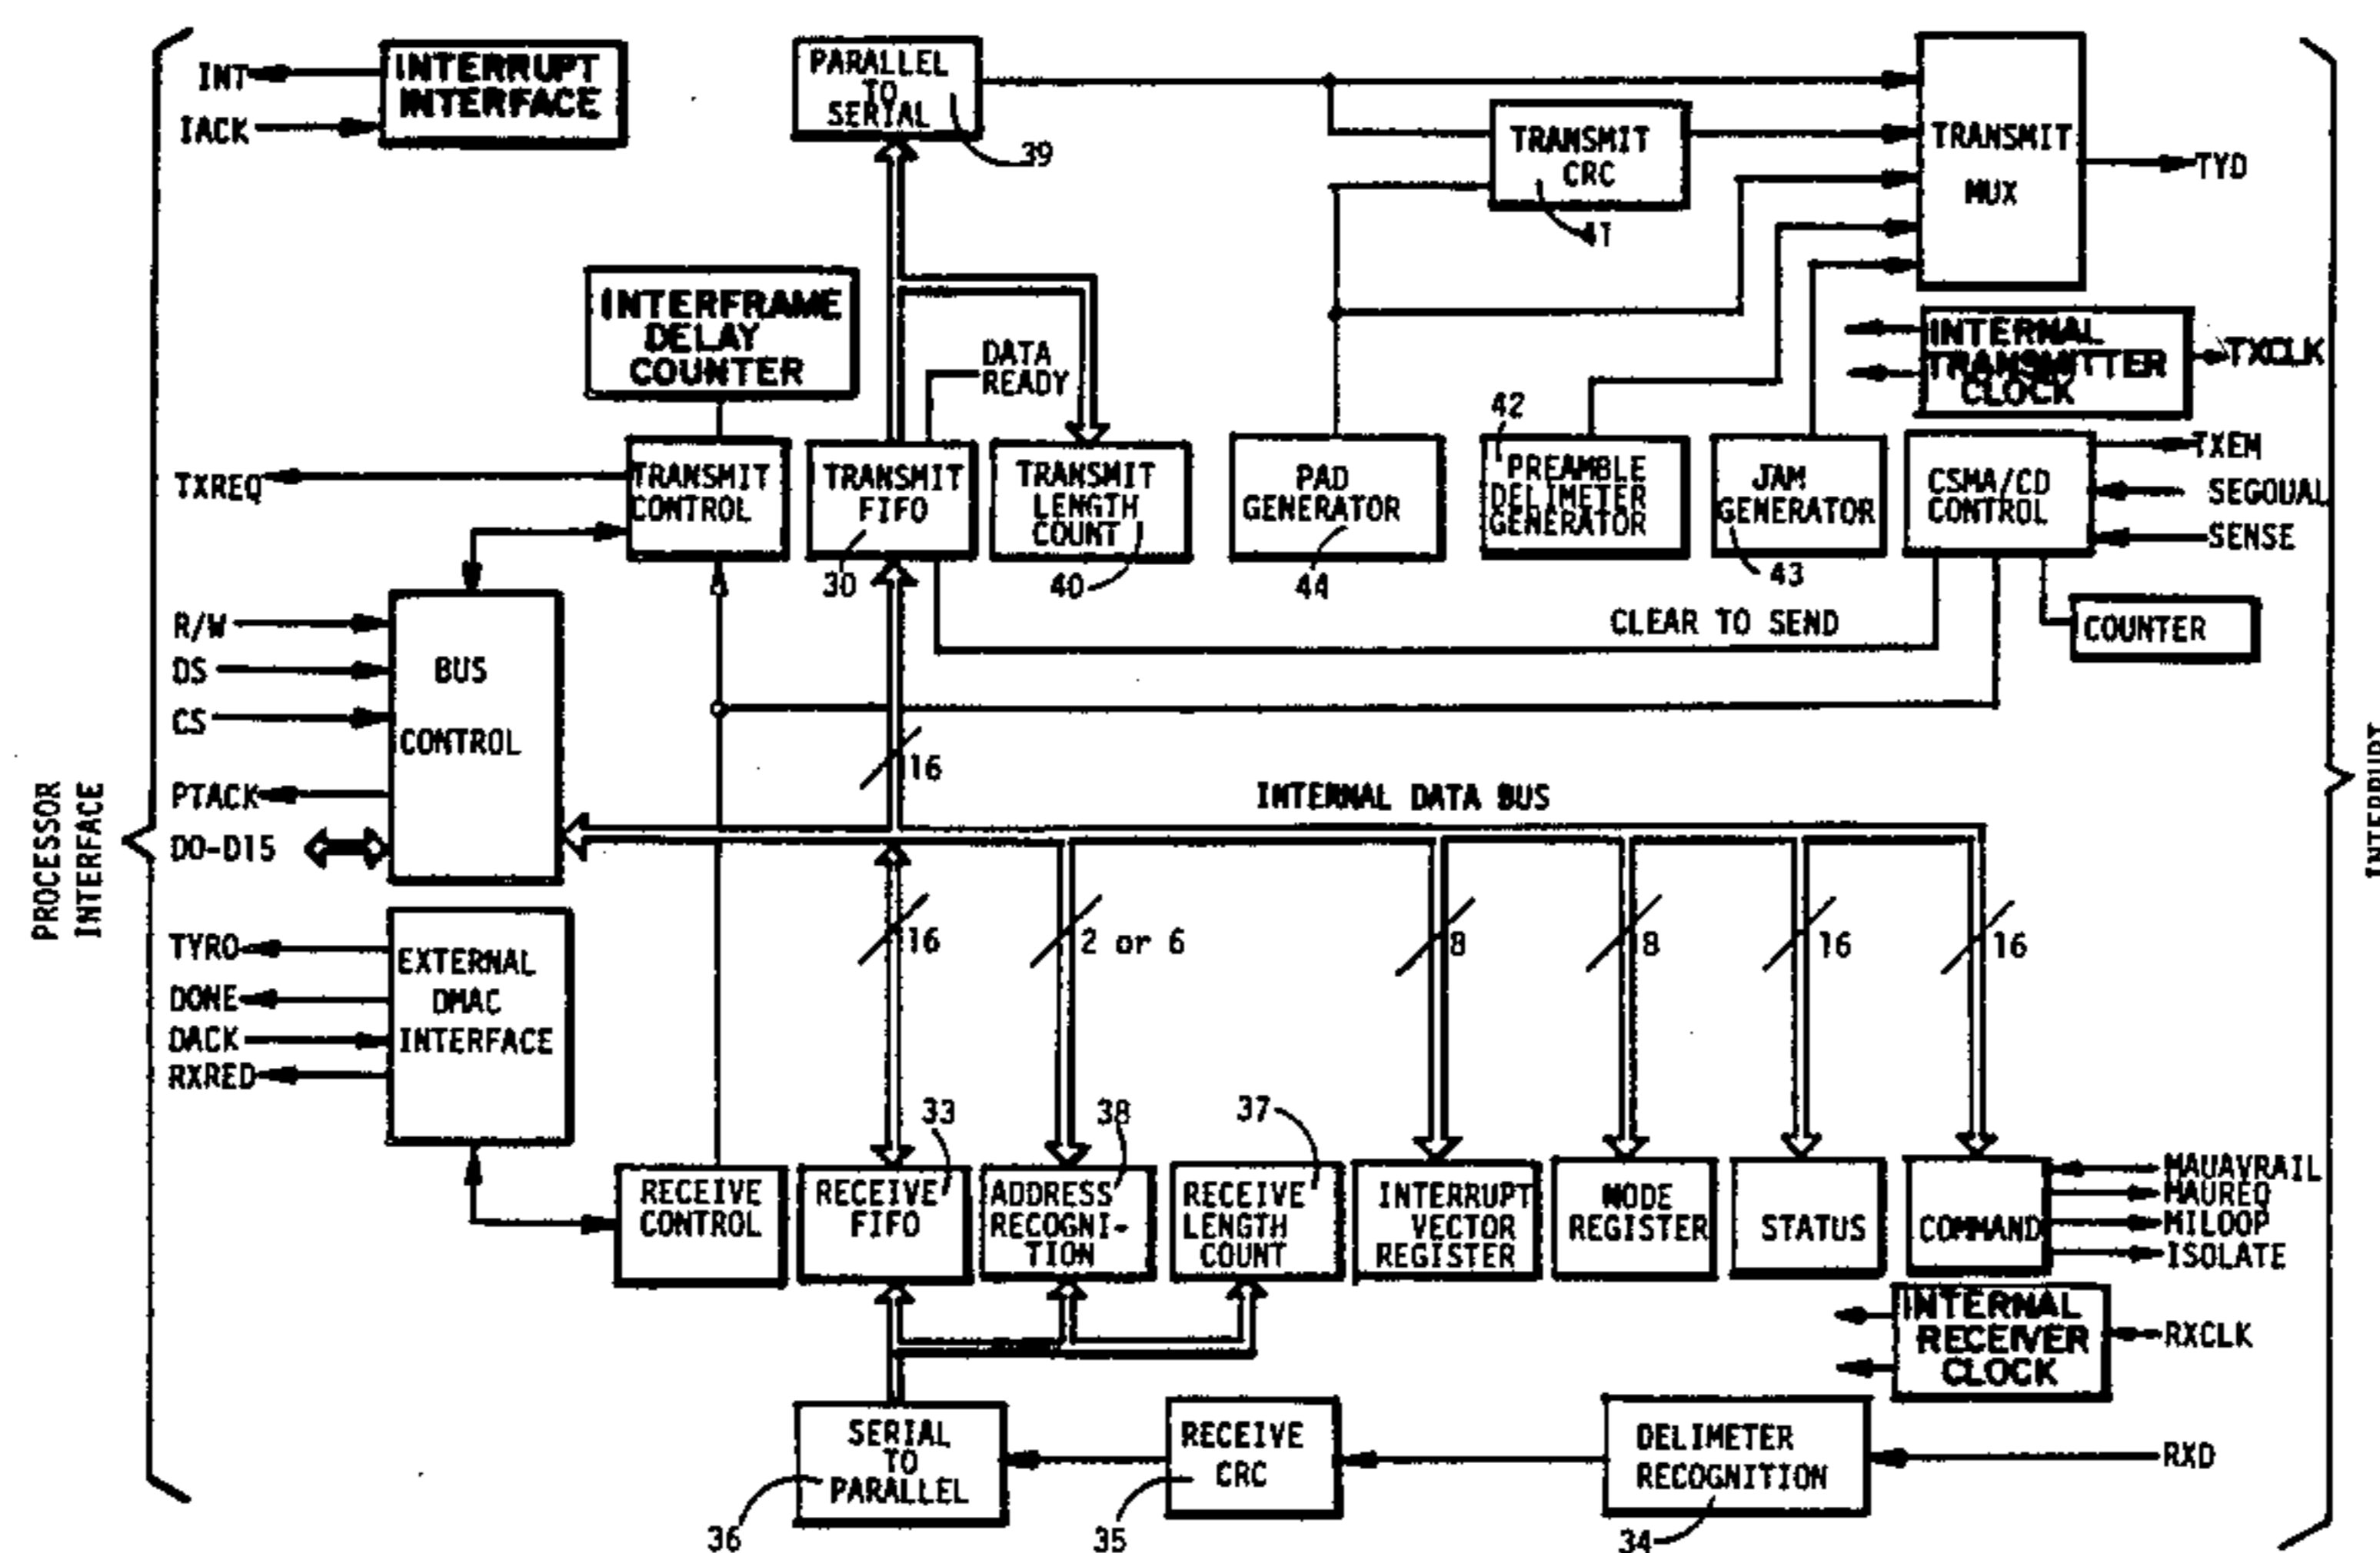 INT
IACK
INTERRUPT
INTERFACE
PARALLEL
TO
SERIAL
39
TRANSMIT
CRC
41
TRANSMIT
MUX
TYD
INTERFRAME
DELAY
COUNTER
DATA
READY
INTERNAL
TRANSMITTER
CLOCK
TXCLK
TXREQ
TRANSMIT
CONTROL
TRANSMIT
FIFO
30
TRANSMIT
LENGTH
COUNT
40
PAD
GENERATOR
44
42
PREAMBLE
DELIMETER
GENERATOR
JAM
GENERATOR
43
CSMA/CD
CONTROL
TXEM
SEGOUAL
SENSE
COUNTER
CLEAR TO SEND
R/W
DS
CS
PTACK
DO-D15
BUS
CONTROL
16
INTERNAL DATA BUS
PROCESSOR
INTERFACE
INTERRUPT
TYRO
DONE
DACK
RXRED
EXTERNAL
DMAC
INTERFACE
16
2 or 6
8
8
16
16
RECEIVE
CONTROL
33
RECEIVE
FIFO
38
ADDRESS
RECOGNI-
TION
37
RECEIVE
LENGTH
COUNT
INTERRUPT
VECTOR
REGISTER
MODE
REGISTER
STATUS
COMMAND
MAUAVRAIL
MAUREQ
MILOOP
ISOLATE
INTERNAL
RECEIVER
CLOCK
RXCLK
SERIAL
TO
PARALLEL
36
RECEIVE
CRC
35
DELIMETER
RECOGNITION
34
RXD